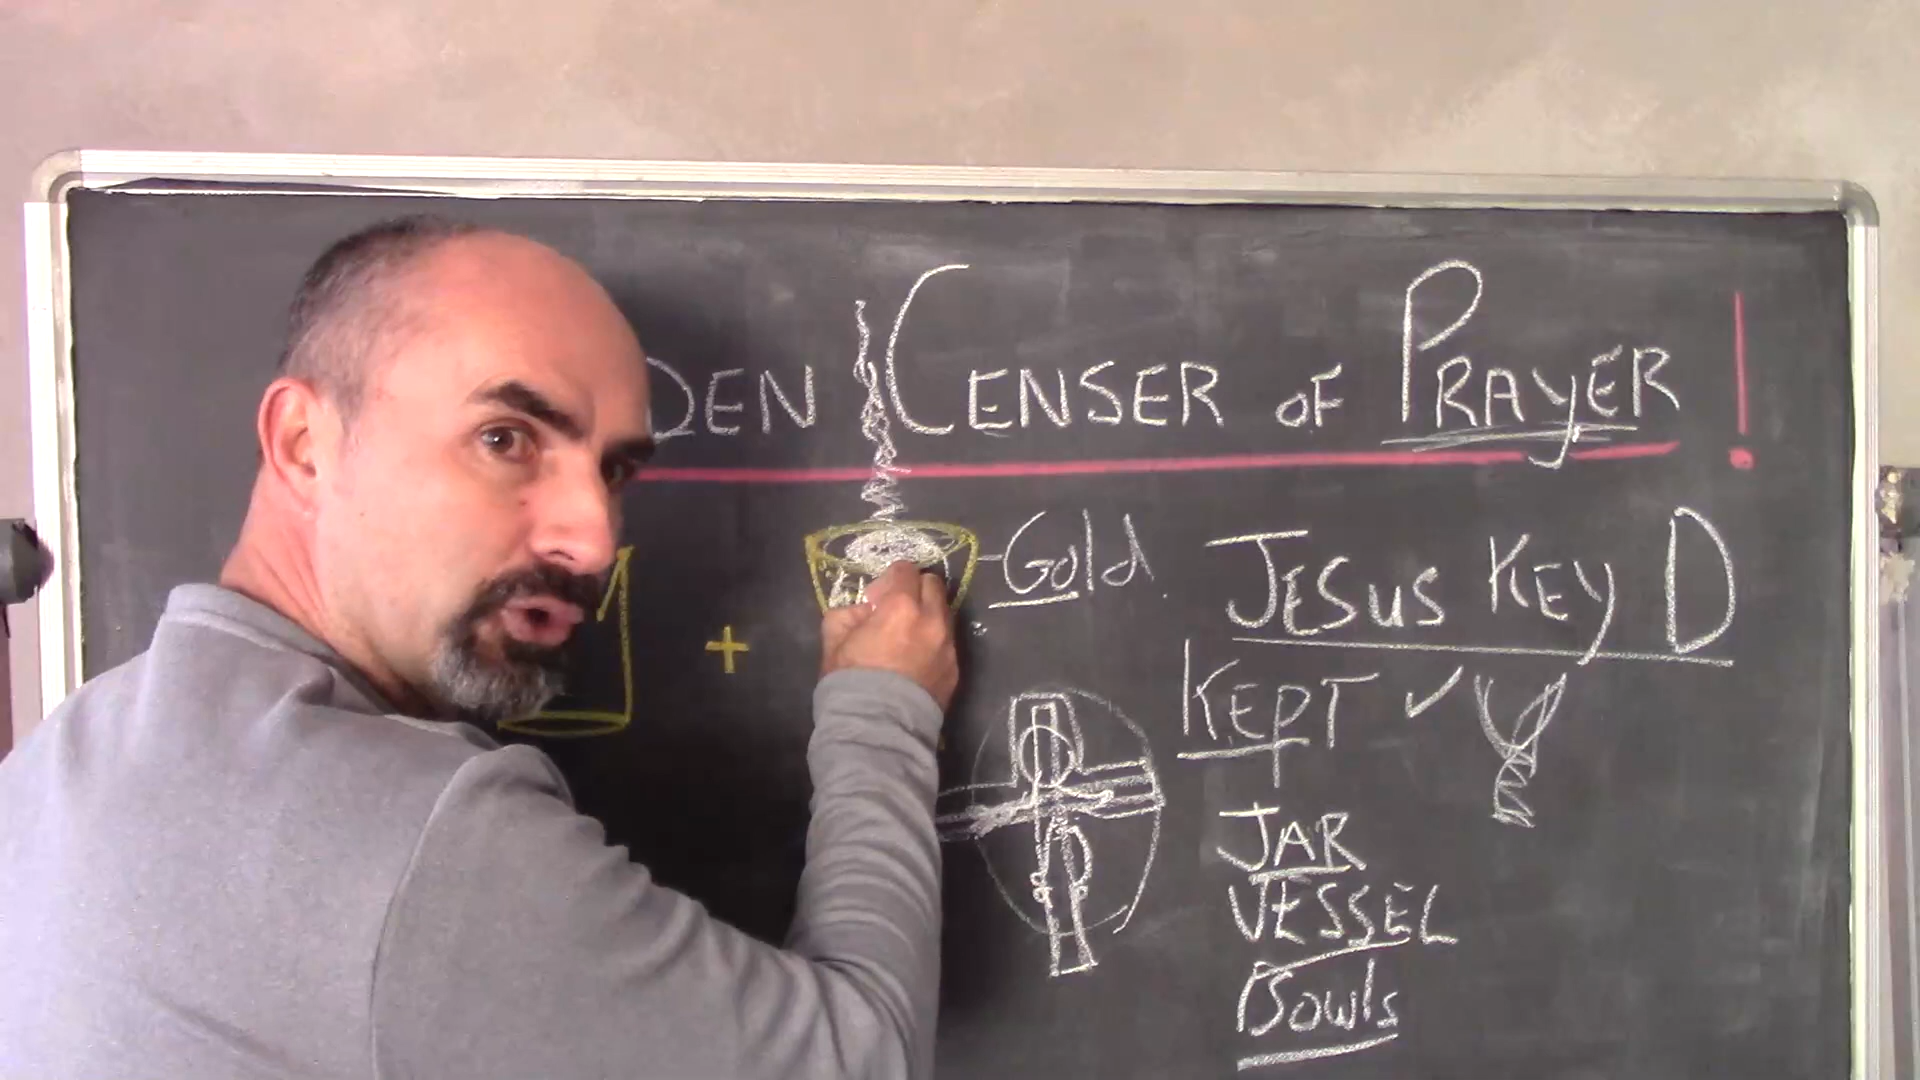 DEN CENSER OF PRAYER!
Gold
JESUS KEY D
KEPT ✓
JAR
VESSEL
Bowls